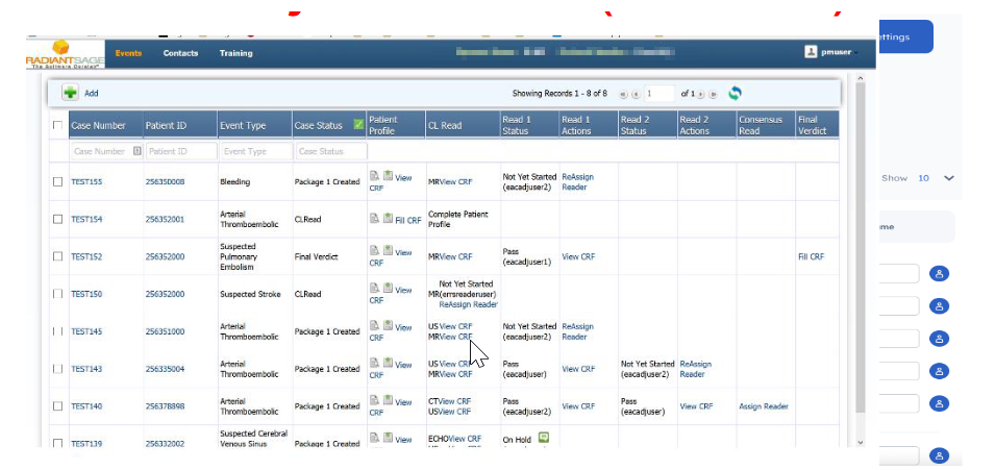 ttings
RADIANTSAGE
Events Contacts Training
pmuser
Add
Showing Records 1 - 8 of 8
1 of 1
Case Number Patient ID Event Type Case Status Patient Profile CL Read Read 1 Status Read 1 Actions Read 2 Status Read 2 Actions Consensus Read Final Verdict
Case Number Patient ID Event Type Case Status
TEST155 256350008 Bleeding Package 1 Created View CRF MRView CRF Not Yet Started (eacadjuser2) ReAssign Reader
TEST154 256352001 Arterial Thromboembolic CLRead Fill CRF Complete Patient Profile
TEST152 256352000 Suspected Pulmonary Embolism Final Verdict View CRF MRView CRF Pass (eacadjuser1) View CRF Fill CRF
TEST150 256352000 Suspected Stroke CLRead View CRF Not Yet Started MR(errsreaderuser) ReAssign Reader
TEST145 256351000 Arterial Thromboembolic Package 1 Created View CRF USView CRF MRView CRF Not Yet Started (eacadjuser2) ReAssign Reader
TEST143 256335004 Arterial Thromboembolic Package 1 Created View CRF USView CRF MRView CRF Pass (eacadjuser) View CRF Not Yet Started (eacadjuser2) ReAssign Reader
TEST140 256378898 Arterial Thromboembolic Package 1 Created View CRF CTView CRF USView CRF Pass (eacadjuser2) View CRF Pass (eacadjuser) View CRF Assign Reader
TEST139 256332002 Suspected Cerebral Venous Sinus Package 1 Created View CRF ECHOView CRF On Hold
Show 10
me